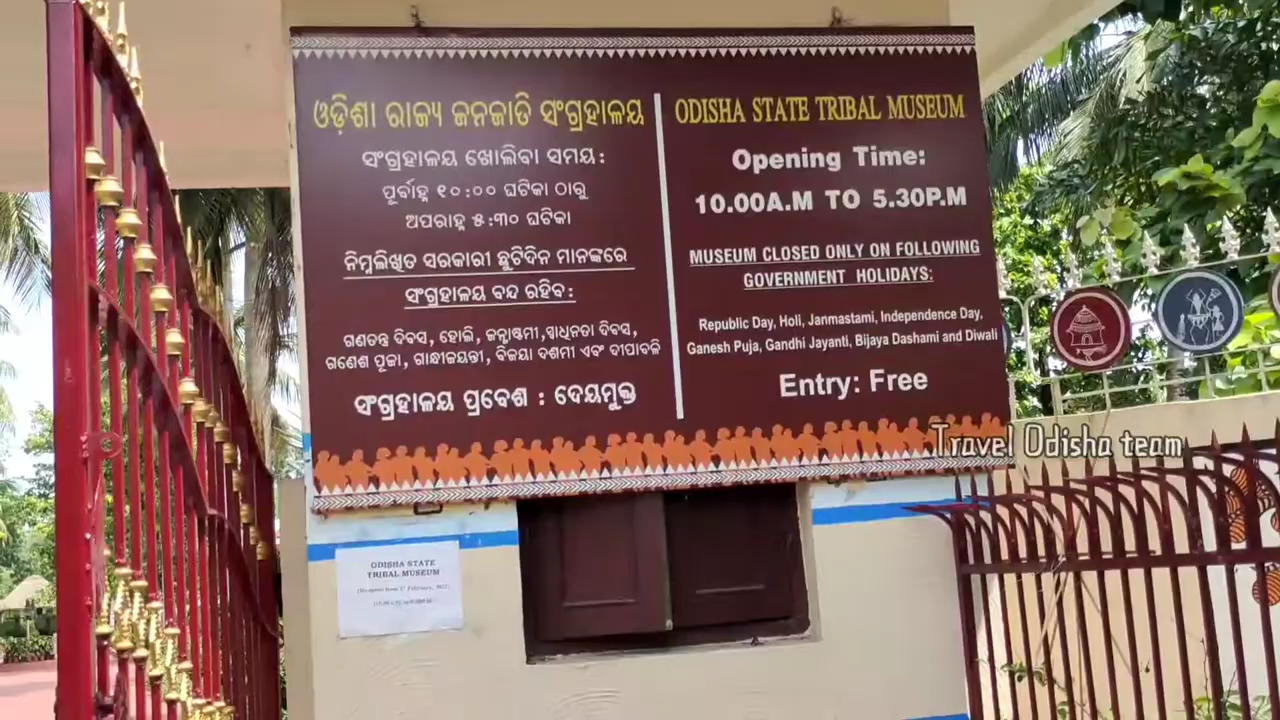 ଓଡ଼ିଶା ରାଜ୍ୟ ଜନଜାତି ସଂଗ୍ରହାଳୟ
ସଂଗ୍ରହାଳୟ ଖୋଲିବା ସମୟ:
ପୂର୍ବାହ୍ନ ୧୦:୦୦ ଘଟିକା ଠାରୁ
ଅପରାହ୍ନ ୫:୩୦ ଘଟିକା
ନିମ୍ନଲିଖିତ ସରକାରୀ ଛୁଟିଦିନ ମାନଙ୍କରେ
ସଂଗ୍ରହାଳୟ ବନ୍ଦ ରହିବ:
ଗଣତନ୍ତ୍ର ଦିବସ, ହୋଲି, ଜନ୍ମାଷ୍ଟମୀ,ସ୍ୱାଧିନତା ଦିବସ,
ଗଣେଶ ପୂଜା, ଗାନ୍ଧୀଜୟନ୍ତୀ, ବିଜୟା ଦଶମୀ ଏବଂ ଦୀପାବଳି
ସଂଗ୍ରହାଳୟ ପ୍ରବେଶ : ଦେୟମୁକ୍ତ
ODISHA STATE TRIBAL MUSEUM
Opening Time:
10.00A.M TO 5.30P.M
MUSEUM CLOSED ONLY ON FOLLOWING
GOVERNMENT HOLIDAYS:
Republic Day, Holi, Janmastami, Independence Day,
Ganesh Puja, Gandhi Jayanti, Bijaya Dashami and Diwali
Entry: Free
Travel Odisha team
ODISHA STATE
TRIBAL MUSEUM